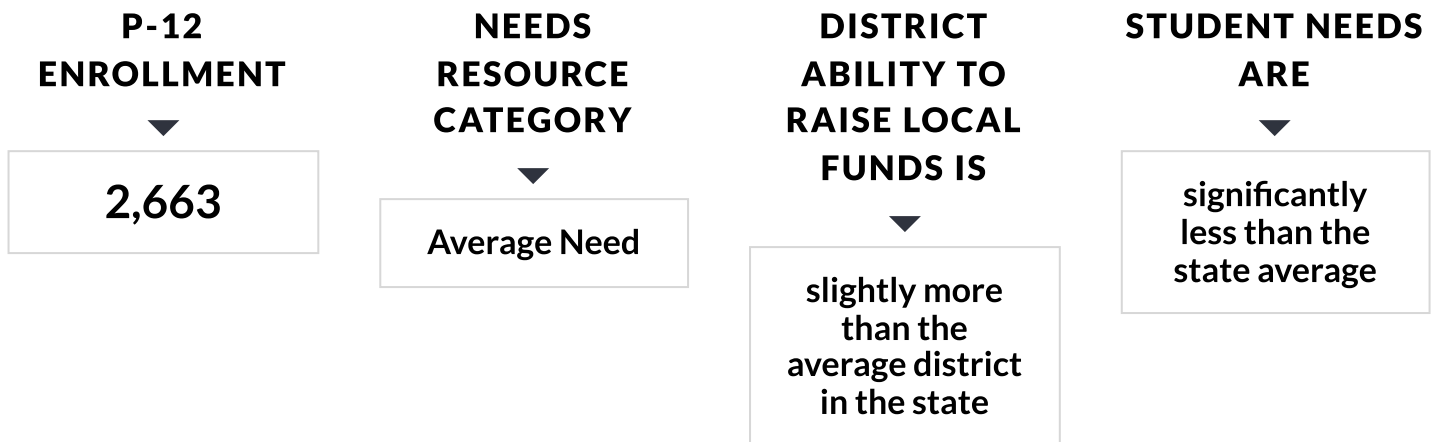 P-12
ENROLLMENT
2,663
NEEDS
RESOURCE
CATEGORY
Average Need
DISTRICT
ABILITY TO
RAISE LOCAL
FUNDS IS
slightly more
than the
average district
in the state
STUDENT NEEDS
ARE
significantly
less than the
state average